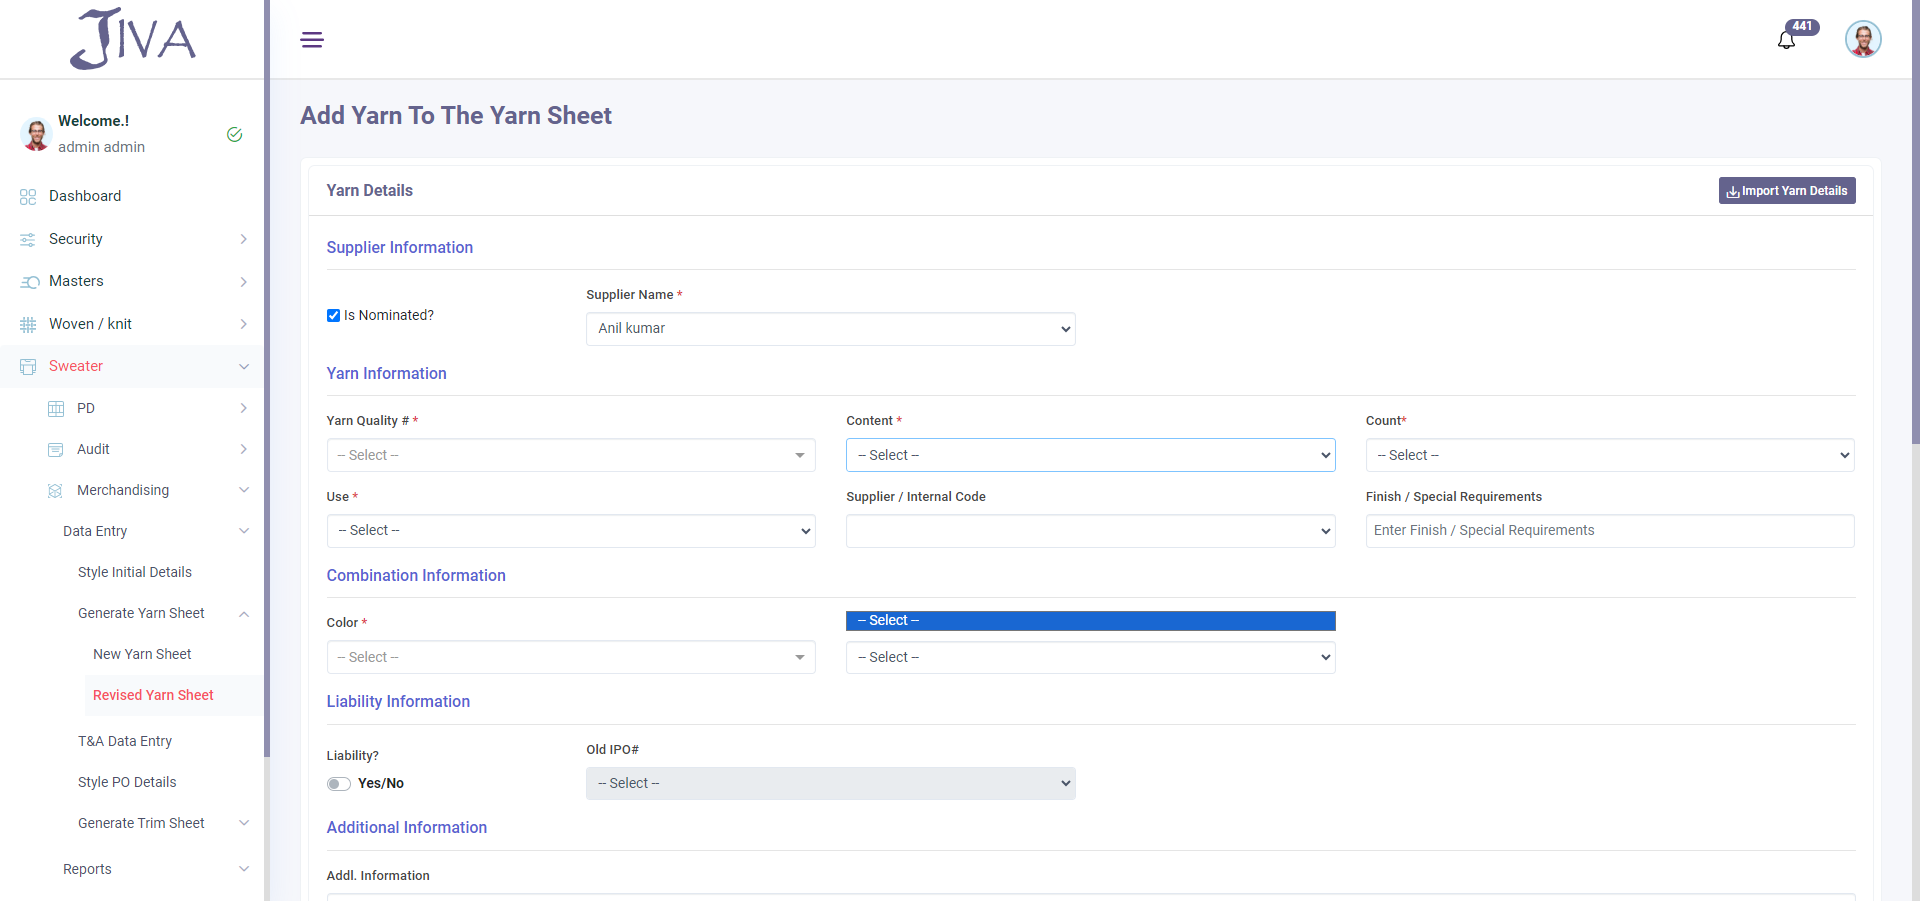 JIVA
441
Welcome.!
admin admin
Dashboard
Security
Masters
Woven / knit
Sweater
PD
Audit
Merchandising
Data Entry
Style Initial Details
Generate Yarn Sheet
New Yarn Sheet
Revised Yarn Sheet
T&A Data Entry
Style PO Details
Generate Trim Sheet
Reports
Add Yarn To The Yarn Sheet
Yarn Details
Import Yarn Details
Supplier Information
Is Nominated?
Supplier Name *
Anil kumar
Yarn Information
Yarn Quality # *
Content *
Count*
-- Select --
-- Select --
-- Select --
Use *
Supplier / Internal Code
Finish / Special Requirements
-- Select --
Enter Finish / Special Requirements
Combination Information
Color *
-- Select --
-- Select --
-- Select --
Liability Information
Liability?
Old IPO#
Yes/No
-- Select --
Additional Information
Addl. Information